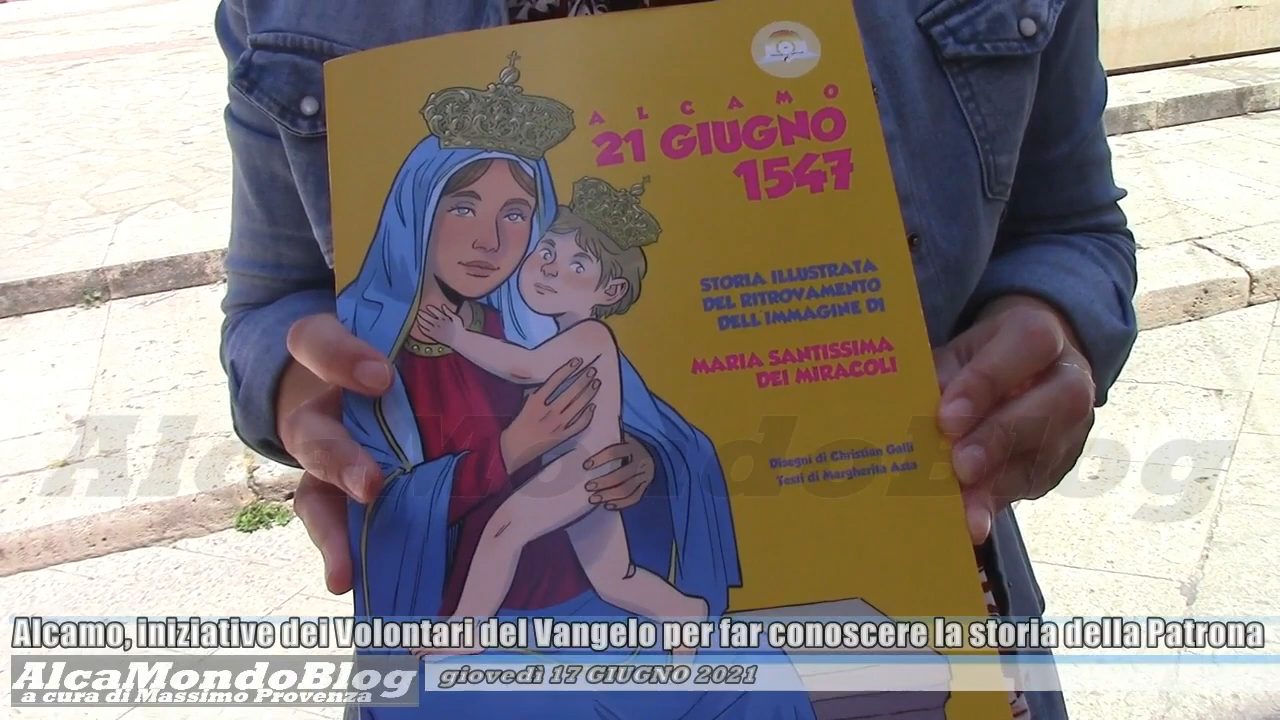 ALCAMO
21 GIUGNO
1547
STORIA ILLUSTRATA
DEL RITROVAMENTO
DELL'IMMAGINE DI
MARIA SANTISSIMA
DEI MIRACOLI
Disegni di Christian Galli
Testi di Margherita Asta
AlcaMondoBlog
Alcamo, iniziative dei Volontari del Vangelo per far conoscere la storia della Patrona
AlcaMondoBlog
a cura di Massimo Provenza
giovedì 17 GIUGNO 2021